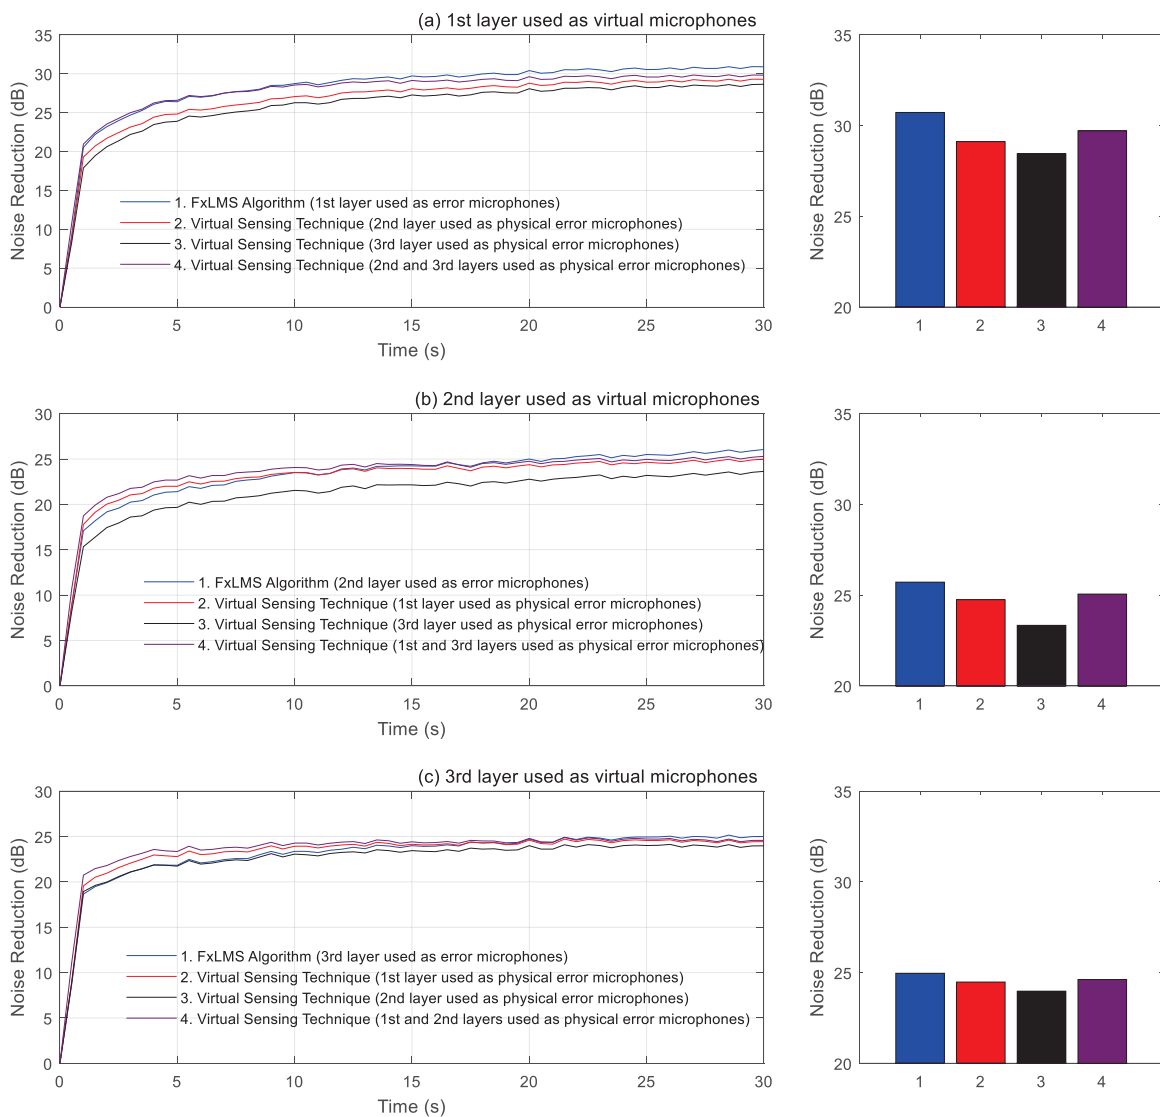 (a) 1st layer used as virtual microphones
35
30
25
20
15
10
5
0
Noise Reduction (dB)
1. FxLMS Algorithm (1st layer used as error microphones)
2. Virtual Sensing Technique (2nd layer used as physical error microphones)
3. Virtual Sensing Technique (3rd layer used as physical error microphones)
4. Virtual Sensing Technique (2nd and 3rd layers used as physical error microphones)
0 5 10 15 20 25 30
Time (s)
35
30
25
20
Noise Reduction (dB)
1 2 3 4
(b) 2nd layer used as virtual microphones
30
25
20
15
10
5
0
Noise Reduction (dB)
1. FxLMS Algorithm (2nd layer used as error microphones)
2. Virtual Sensing Technique (1st layer used as physical error microphones)
3. Virtual Sensing Technique (3rd layer used as physical error microphones)
4. Virtual Sensing Technique (1st and 3rd layers used as physical error microphones)
0 5 10 15 20 25 30
Time (s)
35
30
25
20
Noise Reduction (dB)
1 2 3 4
(c) 3rd layer used as virtual microphones
30
25
20
15
10
5
0
Noise Reduction (dB)
1. FxLMS Algorithm (3rd layer used as error microphones)
2. Virtual Sensing Technique (1st layer used as physical error microphones)
3. Virtual Sensing Technique (2nd layer used as physical error microphones)
4. Virtual Sensing Technique (1st and 2nd layers used as physical error microphones)
0 5 10 15 20 25 30
Time (s)
35
30
25
20
Noise Reduction (dB)
1 2 3 4